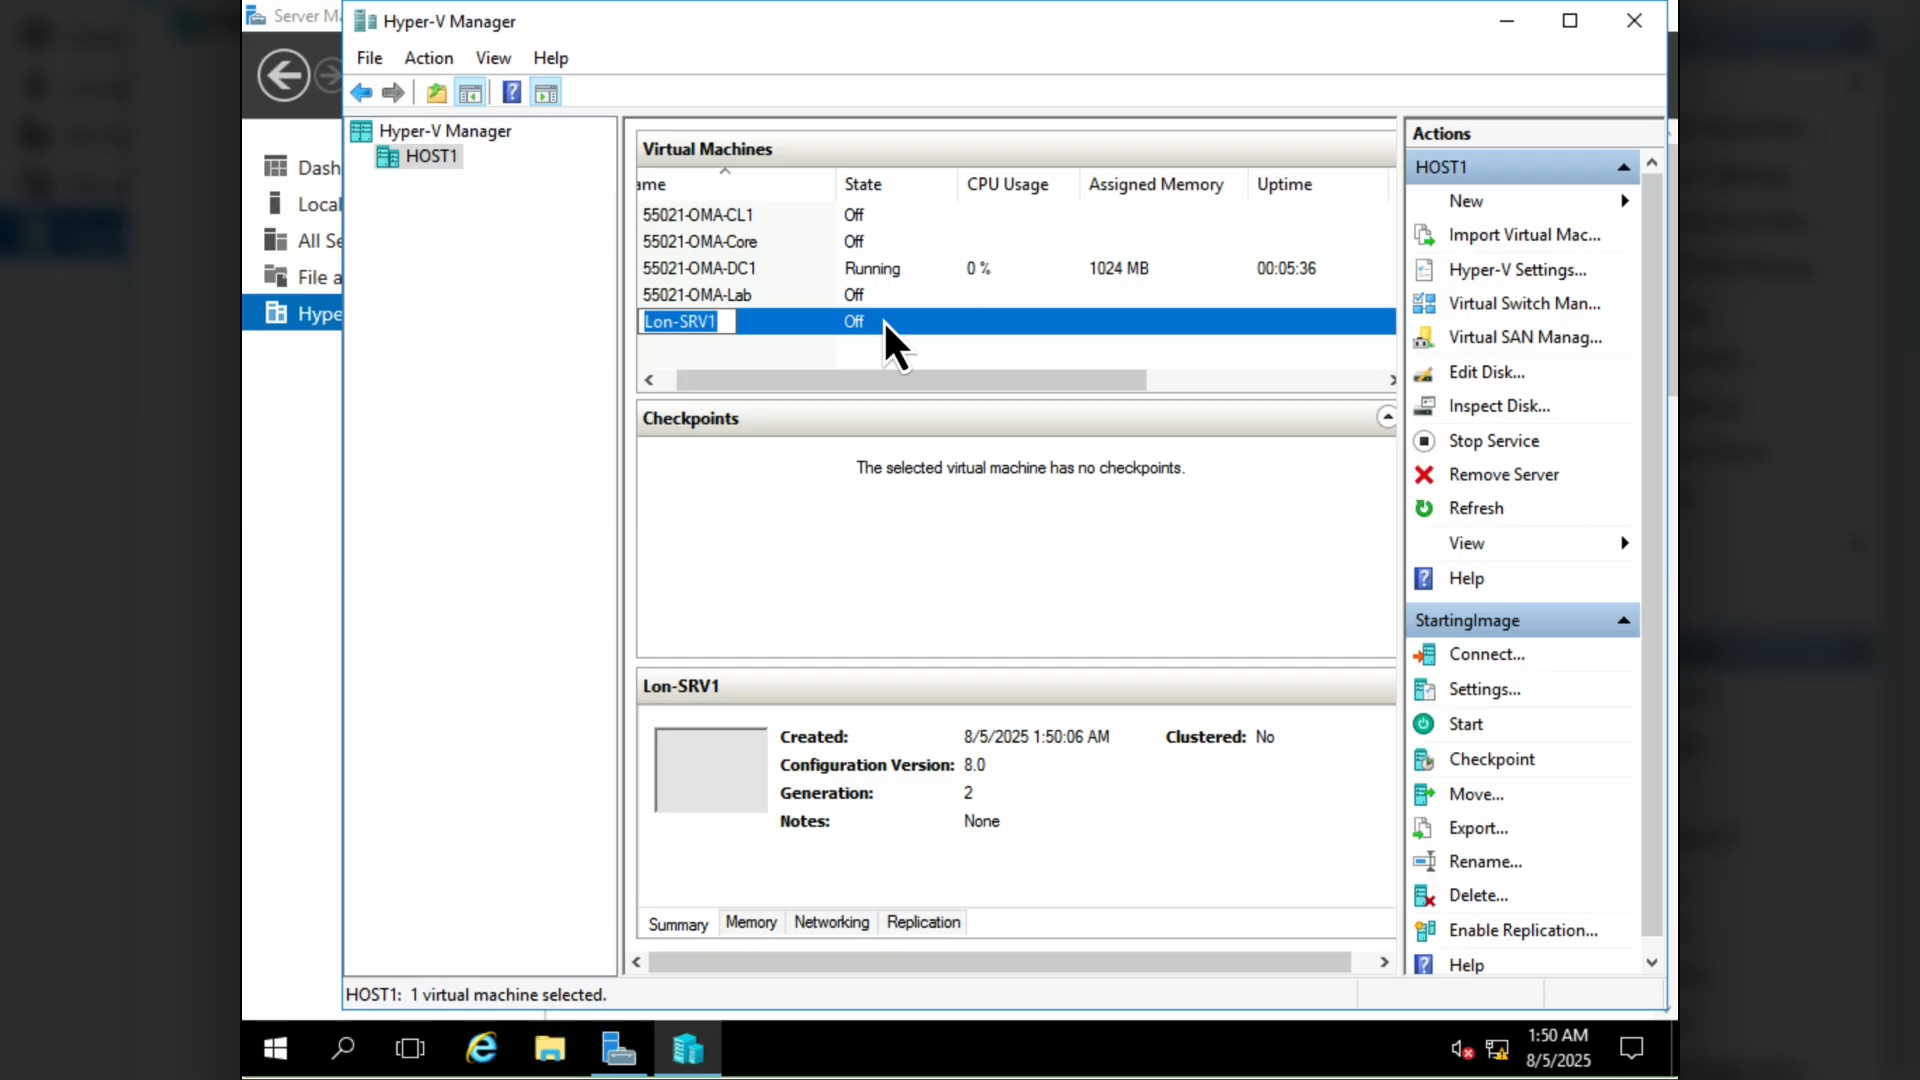 Server Ma
Hyper-V Manager
File Action View Help
Hyper-V Manager
HOST1
Dash
Local
All Se
File a
Hype
Virtual Machines
ame State CPU Usage Assigned Memory Uptime
55021-OMA-CL1 Off
55021-OMA-Core Off
55021-OMA-DC1 Running 0 % 1024 MB 00:05:36
55021-OMA-Lab Off
Lon-SRV1 Off
Checkpoints
The selected virtual machine has no checkpoints.
Lon-SRV1
Created: 8/5/2025 1:50:06 AM Clustered: No
Configuration Version: 8.0
Generation: 2
Notes: None
Summary Memory Networking Replication
Actions
HOST1
New
Import Virtual Mac...
Hyper-V Settings...
Virtual Switch Man...
Virtual SAN Manag...
Edit Disk...
Inspect Disk...
Stop Service
Remove Server
Refresh
View
Help
StartingImage
Connect...
Settings...
Start
Checkpoint
Move...
Export...
Rename...
Delete...
Enable Replication...
Help
HOST1: 1 virtual machine selected.
1:50 AM
8/5/2025